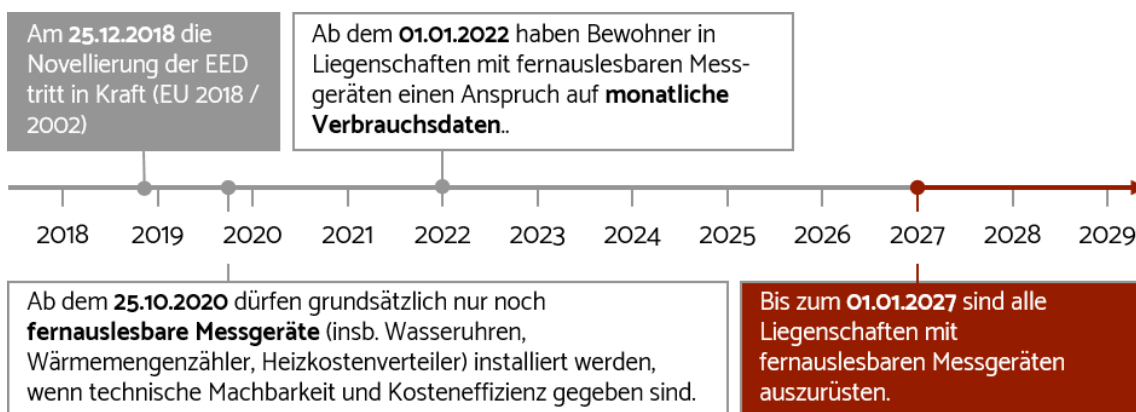 Am 25.12.2018 die
Novellierung der EED
tritt in Kraft (EU 2018 /
2002)
Ab dem 01.01.2022 haben Bewohner in
Liegenschaften mit fernauslesbaren Mess-
geräten einen Anspruch auf monatliche
Verbrauchsdaten..
2018 2019 2020 2021 2022 2023 2024 2025 2026 2027 2028 2029
Ab dem 25.10.2020 dürfen grundsätzlich nur noch
fernauslesbare Messgeräte (insb. Wasseruhren,
Wärmemengenzähler, Heizkostenverteiler) installiert werden,
wenn technische Machbarkeit und Kosteneffizienz gegeben sind.
Bis zum 01.01.2027 sind alle
Liegenschaften mit
fernauslesbaren Messgeräten
auszurüsten.